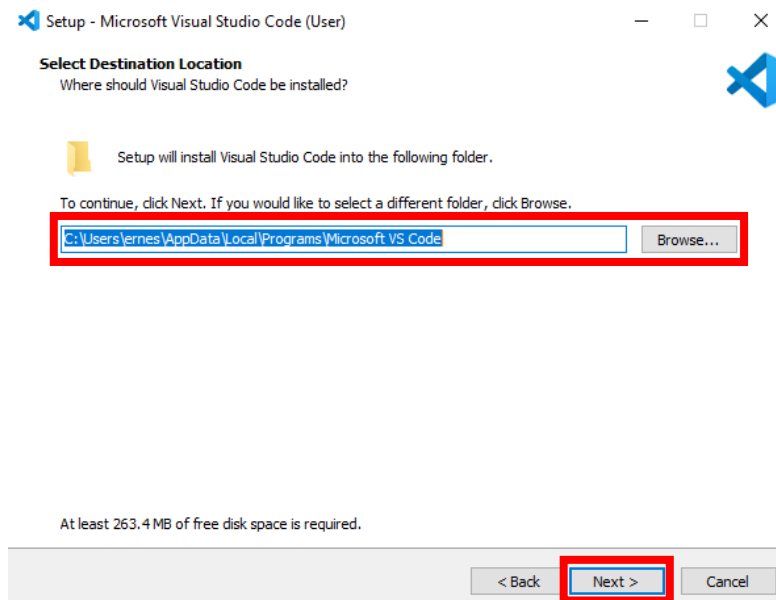 Setup - Microsoft Visual Studio Code (User)
Select Destination Location
Where should Visual Studio Code be installed?
Setup will install Visual Studio Code into the following folder.
To continue, click Next. If you would like to select a different folder, click Browse.
C:\Users\ernes\AppData\Local\Programs\Microsoft VS Code
Browse...
At least 263.4 MB of free disk space is required.
< Back
Next >
Cancel